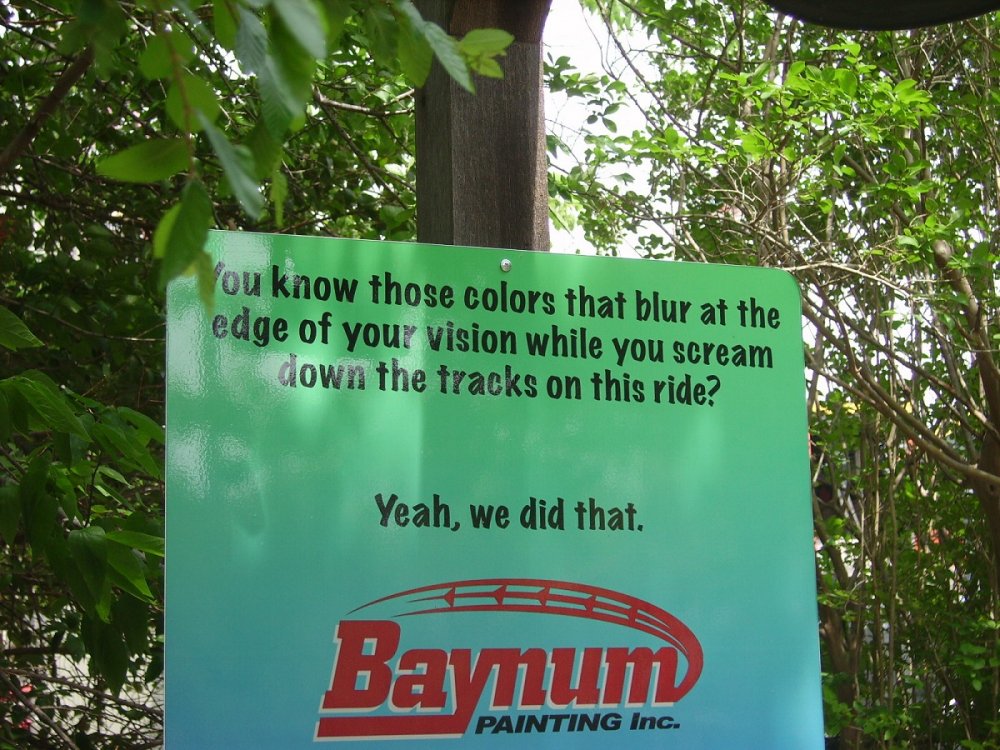 You know those colors that blur at the
edge of your vision while you scream
down the tracks on this ride?
Yeah, we did that.
Baynum
PAINTING Inc.